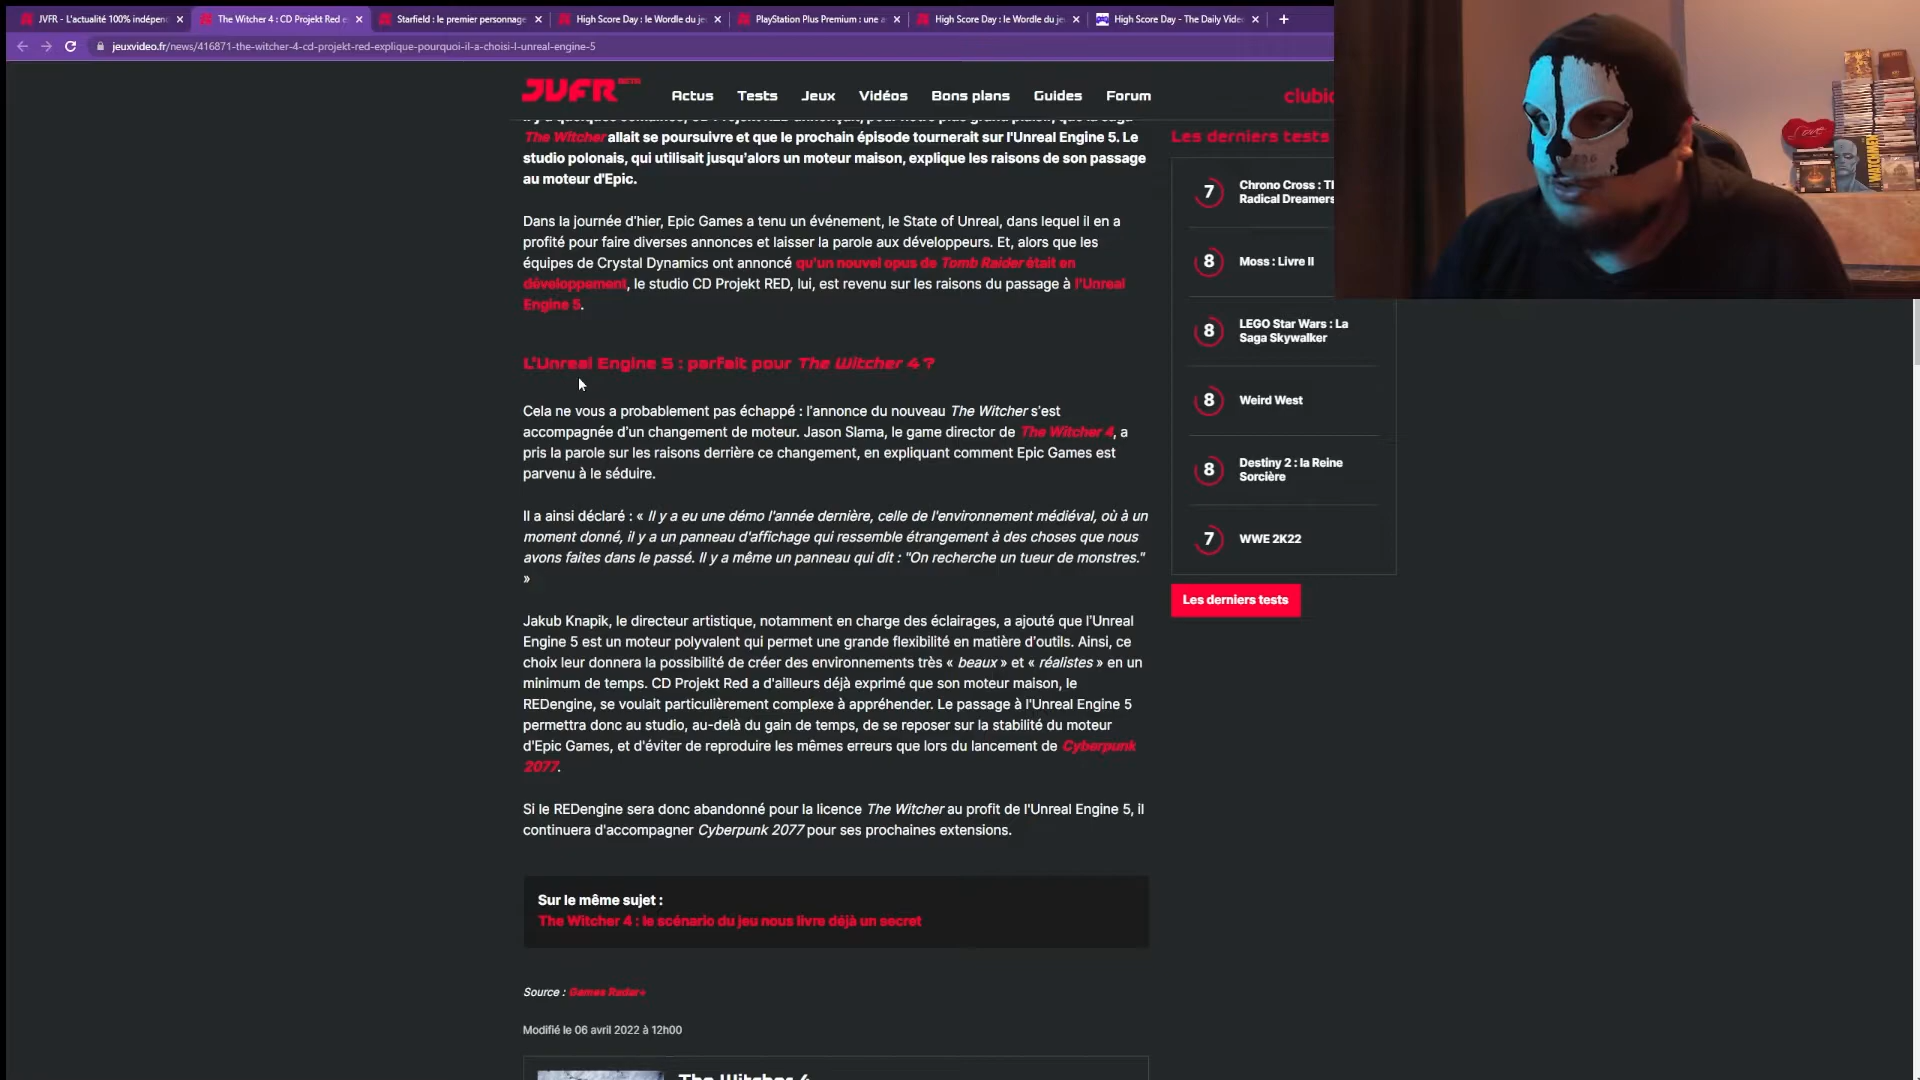 JVFR - L'actualité 100% indépen
The Witcher 4 : CD Projekt Red e
Starfield : le premier personnage
High Score Day : le Wordle du je
PlayStation Plus Premium : une a
High Score Day : le Wordle du je
High Score Day - The Daily Vide
jeuxvideo.fr/news/416871-the-witcher-4-cd-projekt-red-explique-pourquoi-il-a-choisi-l-unreal-engine-5
JVFR BETA
Actus Tests Jeux Vidéos Bons plans Guides Forum
clubic
The Witcher allait se poursuivre et que le prochain épisode tournerait sur l'Unreal Engine 5. Le
studio polonais, qui utilisait jusqu'alors un moteur maison, explique les raisons de son passage
au moteur d'Epic.
Dans la journée d'hier, Epic Games a tenu un événement, le State of Unreal, dans lequel il en a
profité pour faire diverses annonces et laisser la parole aux développeurs. Et, alors que les
équipes de Crystal Dynamics ont annoncé qu'un nouvel opus de Tomb Raider était en
développement, le studio CD Projekt RED, lui, est revenu sur les raisons du passage à l'Unreal
Engine 5.
L'Unreal Engine 5 : parfait pour The Witcher 4 ?
Cela ne vous a probablement pas échappé : l'annonce du nouveau The Witcher s'est
accompagnée d'un changement de moteur. Jason Slama, le game director de The Witcher 4, a
pris la parole sur les raisons derrière ce changement, en expliquant comment Epic Games est
parvenu à le séduire.
Il a ainsi déclaré : « Il y a eu une démo l'année dernière, celle de l'environnement médiéval, où à un
moment donné, il y a un panneau d'affichage qui ressemble étrangement à des choses que nous
avons faites dans le passé. Il y a même un panneau qui dit : "On recherche un tueur de monstres."
»
Jakub Knapik, le directeur artistique, notamment en charge des éclairages, a ajouté que l'Unreal
Engine 5 est un moteur polyvalent qui permet une grande flexibilité en matière d'outils. Ainsi, ce
choix leur donnera la possibilité de créer des environnements très « beaux » et « réalistes » en un
minimum de temps. CD Projekt Red a d'ailleurs déjà exprimé que son moteur maison, le
REDengine, se voulait particulièrement complexe à appréhender. Le passage à l'Unreal Engine 5
permettra donc au studio, au-delà du gain de temps, de se reposer sur la stabilité du moteur
d'Epic Games, et d'éviter de reproduire les mêmes erreurs que lors du lancement de Cyberpunk
2077.
Si le REDengine sera donc abandonné pour la licence The Witcher au profit de l'Unreal Engine 5, il
continuera d'accompagner Cyberpunk 2077 pour ses prochaines extensions.
Sur le même sujet :
The Witcher 4 : le scénario du jeu nous livre déjà un secret
Source : Games Radar+
Modifié le 06 avril 2022 à 12h00
The Witcher 4
Les derniers tests
7
Chrono Cross : Th
Radical Dreamers
8
Moss : Livre II
8
LEGO Star Wars : La
Saga Skywalker
8
Weird West
8
Destiny 2 : la Reine
Sorcière
7
WWE 2K22
Les derniers tests
Love
WATCHMEN